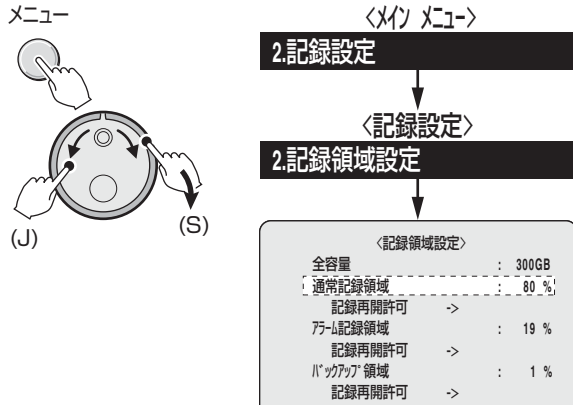 メニュー
(J)
(S)
〈メイン メニュー〉
2.記録設定
〈記録設定〉
2.記録領域設定
〈記録領域設定〉
全容量 : 300GB
通常記録領域 : 80 %
記録再開許可 ->
アラーム記録領域 : 19 %
記録再開許可 ->
バックアップ領域 : 1 %
記録再開許可 ->